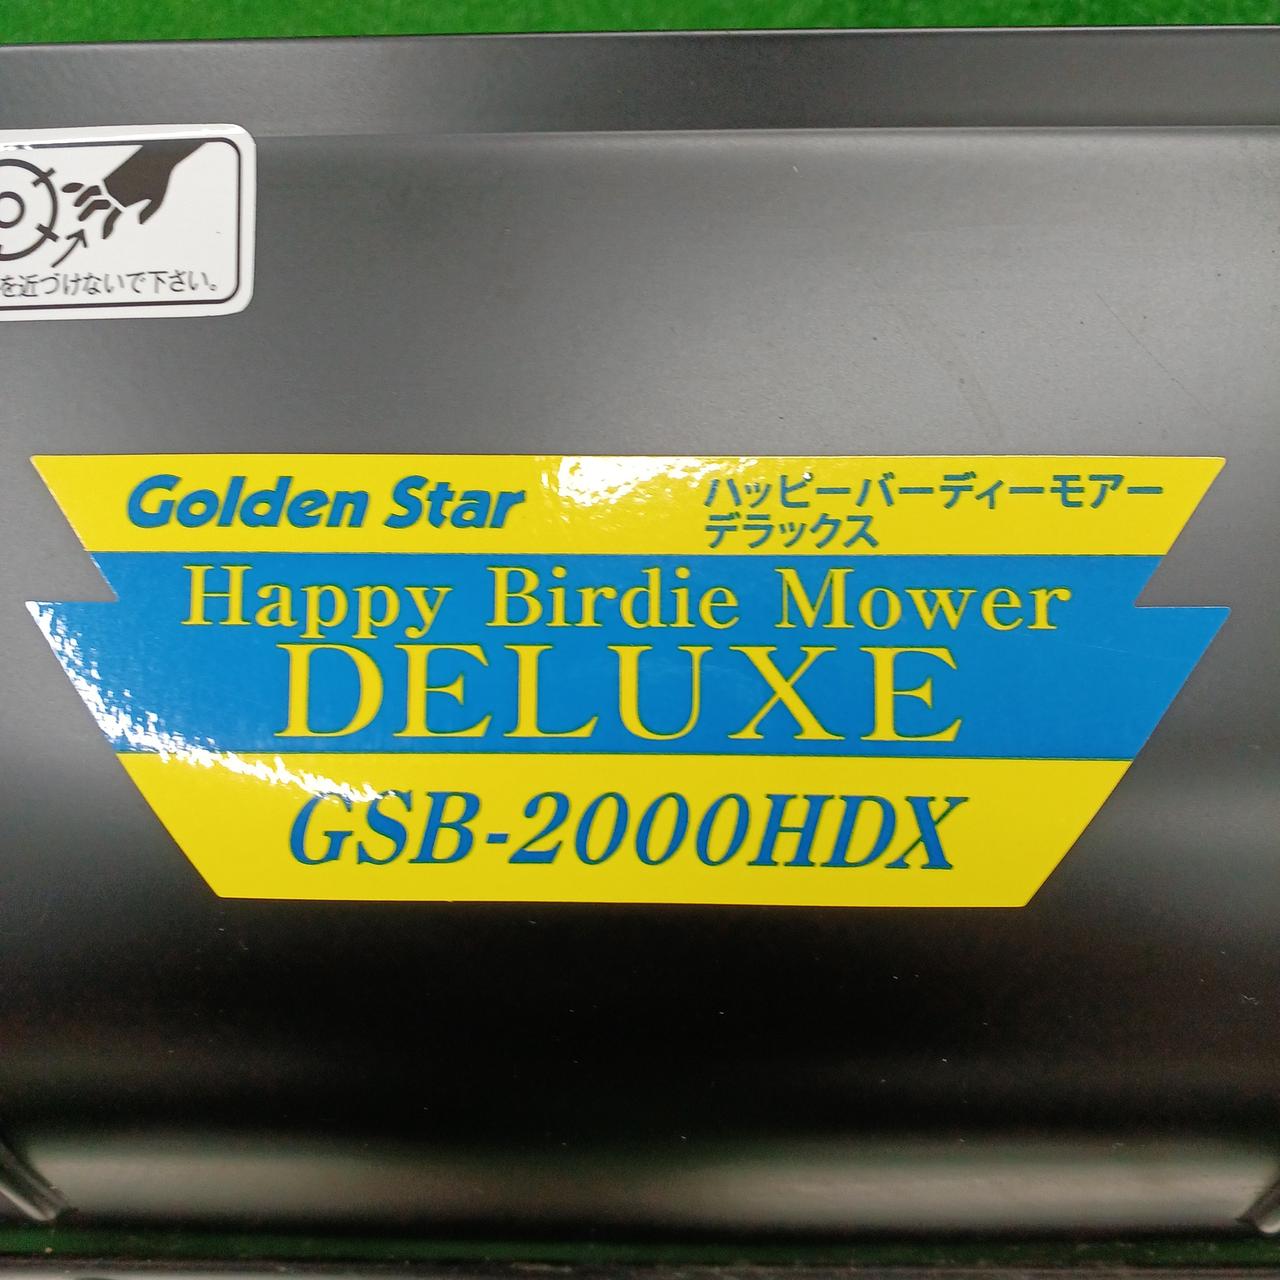 を近づけないで下さい。
Golden Star
ハッピーバーディーモアー
デラックス
Happy Birdie Mower
DELUXE
GSB-2000HDX